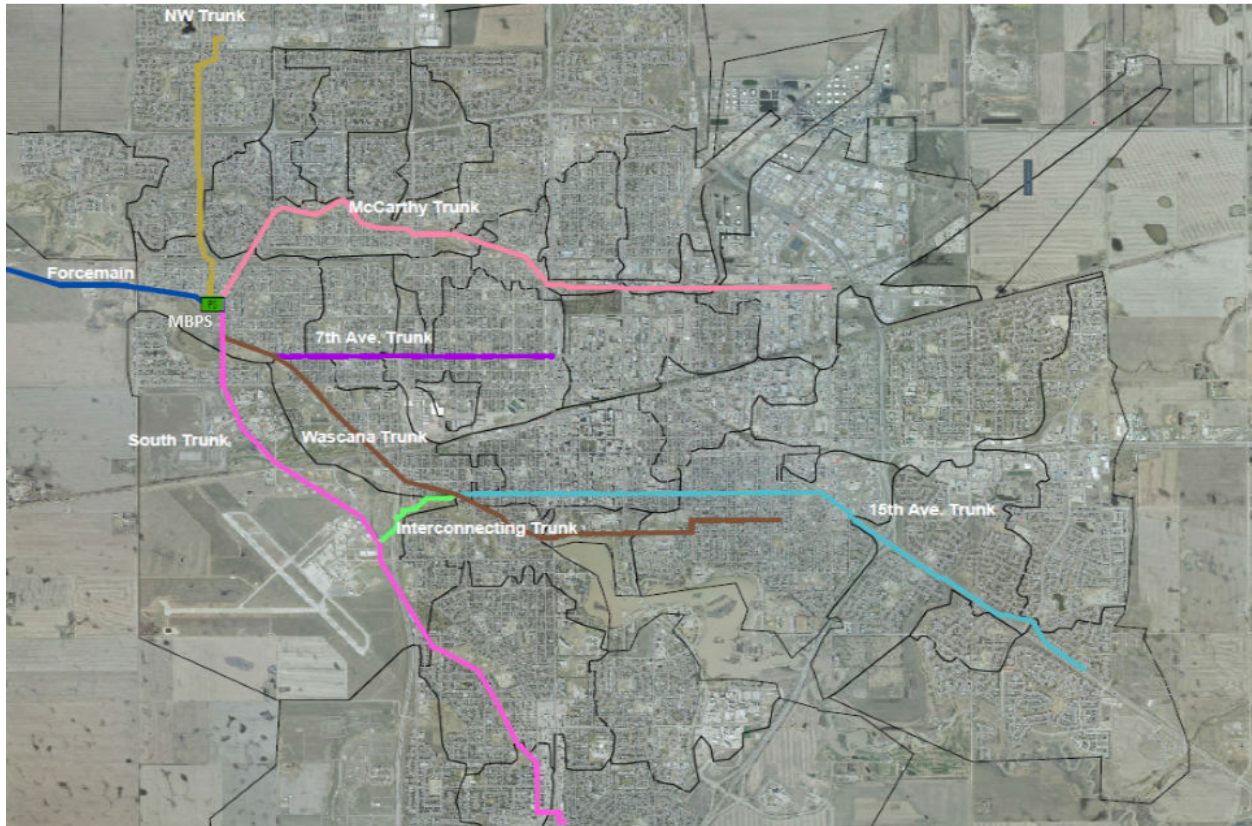 NW Trunk
McCarthy Trunk
Forcemain
MBPS
7th Ave. Trunk
South Trunk
Wascana Trunk
15th Ave. Trunk
Interconnecting Trunk